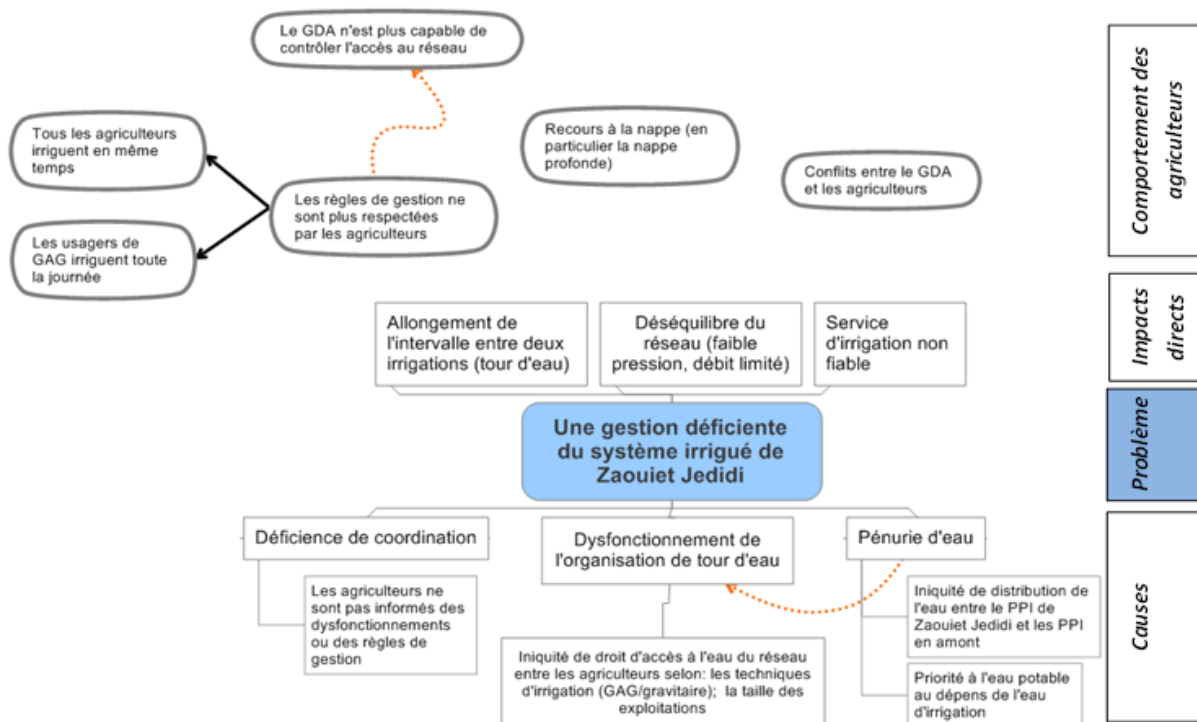 Le GDA n'est plus capable de
contrôler l'accès au réseau
Tous les agriculteurs
irriguent en même
temps
Recours à la nappe (en
particulier la nappe
profonde)
Conflits entre le GDA
et les agriculteurs
Les règles de gestion ne
sont plus respectées
par les agriculteurs
Les usagers de
GAG irriguent toute
la journée
Comportement des
agriculteurs
Allongement de
l'intervalle entre deux
irrigations (tour d'eau)
Déséquilibre du
réseau (faible
pression, débit limité)
Service
d'irrigation non
fiable
Impacts
directs
Une gestion déficiente
du système irrigué de
Zaouiet Jedidi
Problème
Déficience de coordination
Dysfonctionnement de
l'organisation de tour d'eau
Pénurie d'eau
Les agriculteurs ne
sont pas informés des
dysfonctionnements
ou des règles de
gestion
Iniquité de droit d'accès à l'eau du réseau
entre les agriculteurs selon: les techniques
d'irrigation (GAG/gravitaire); la taille des
exploitations
Iniquité de distribution de
l'eau entre le PPI de
Zaouiet Jedidi et les PPI
en amont
Priorité à l'eau potable
au dépens de l'eau
d'irrigation
Causes